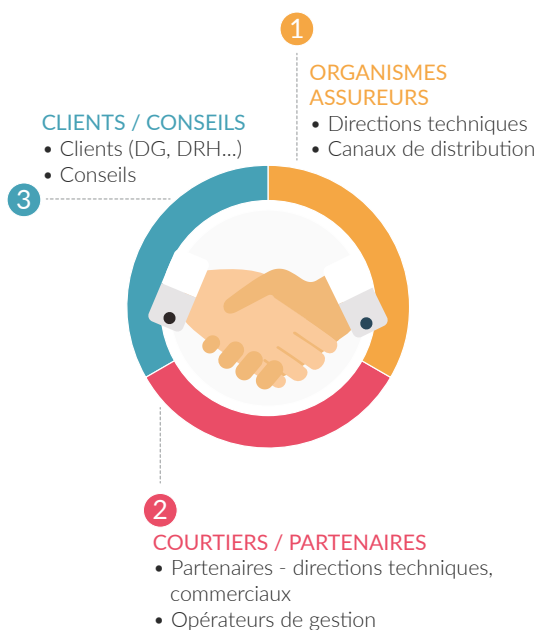 1
ORGANISMES
ASSUREURS
• Directions techniques
• Canaux de distribution
2
COURTIERS / PARTENAIRES
• Partenaires - directions techniques,
commerciaux
• Opérateurs de gestion
3
CLIENTS / CONSEILS
• Clients (DG, DRH...)
• Conseils